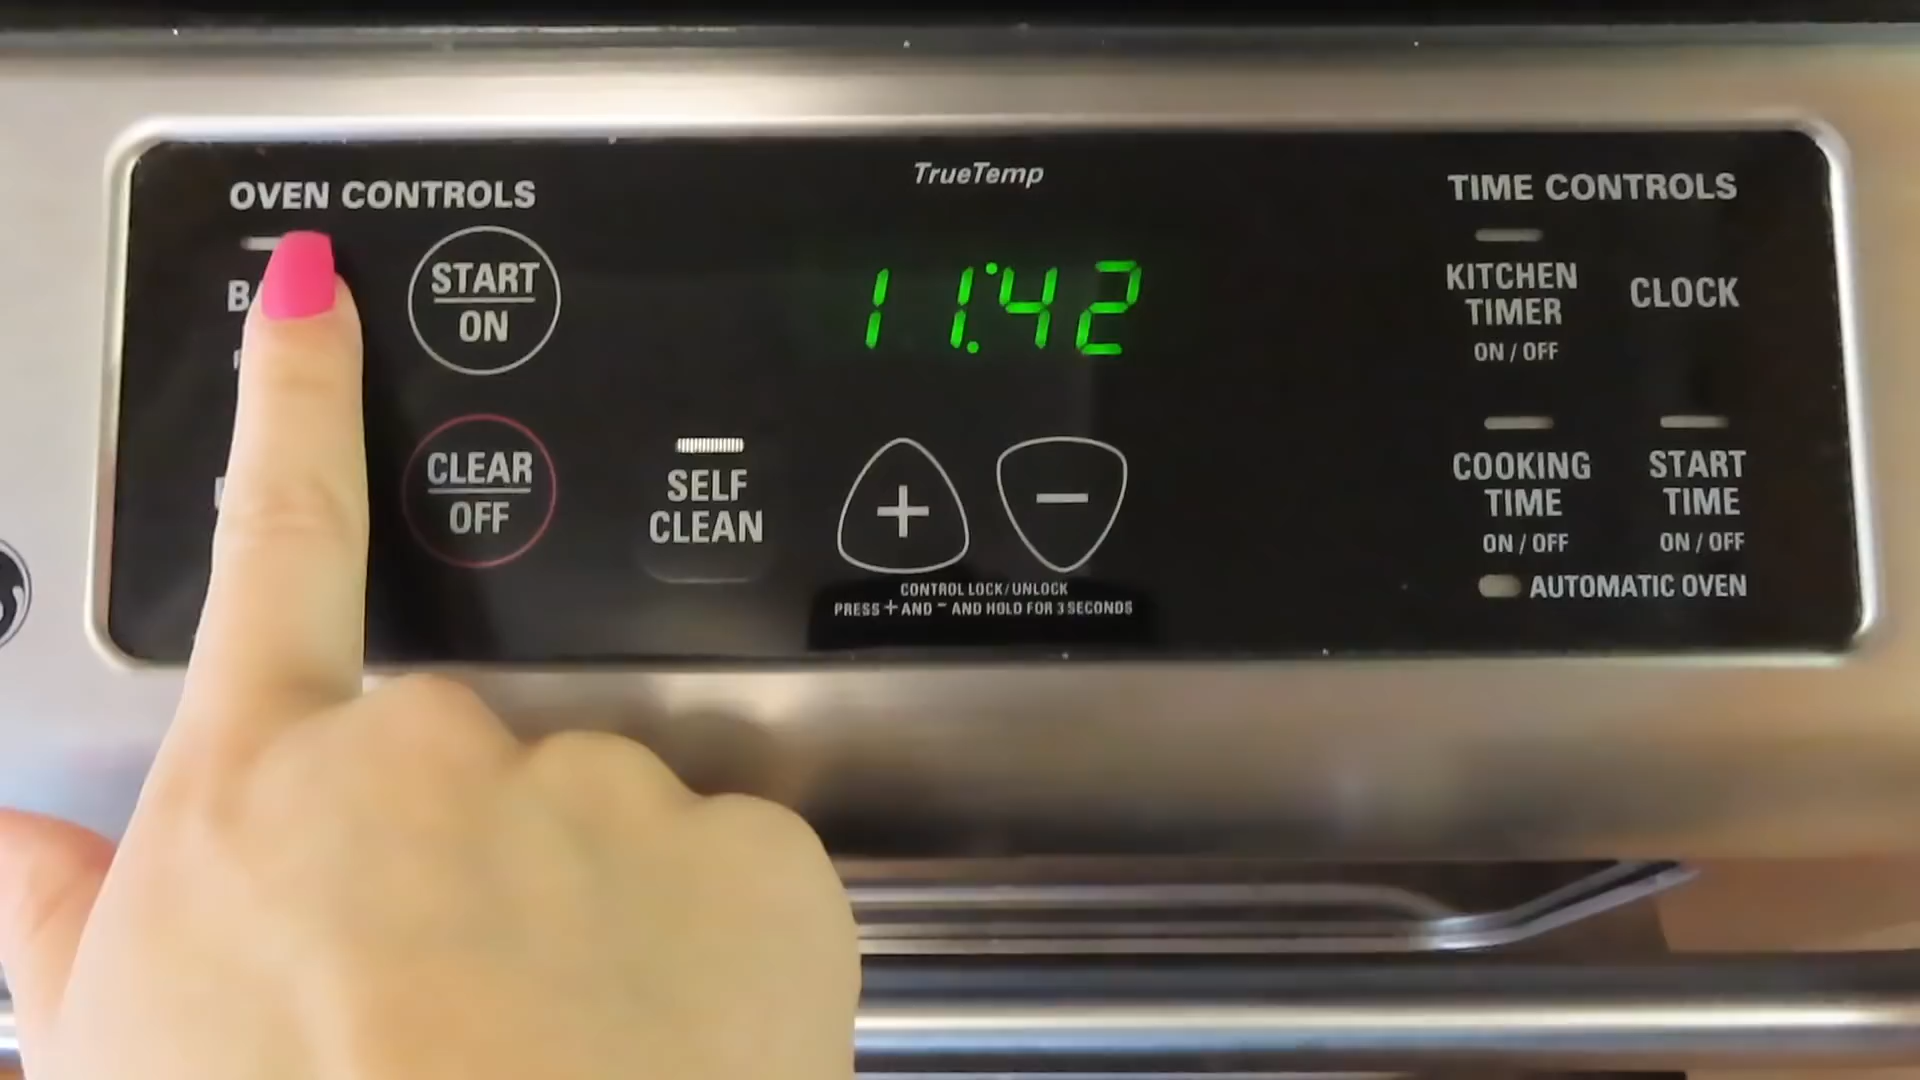 TrueTemp
OVEN CONTROLS
START
ON
CLEAR
OFF
SELF
CLEAN
11:42
+
−
CONTROL LOCK/UNLOCK
PRESS + AND − AND HOLD FOR 3 SECONDS
TIME CONTROLS
KITCHEN
TIMER
ON / OFF
CLOCK
COOKING
TIME
ON / OFF
START
TIME
ON / OFF
AUTOMATIC OVEN